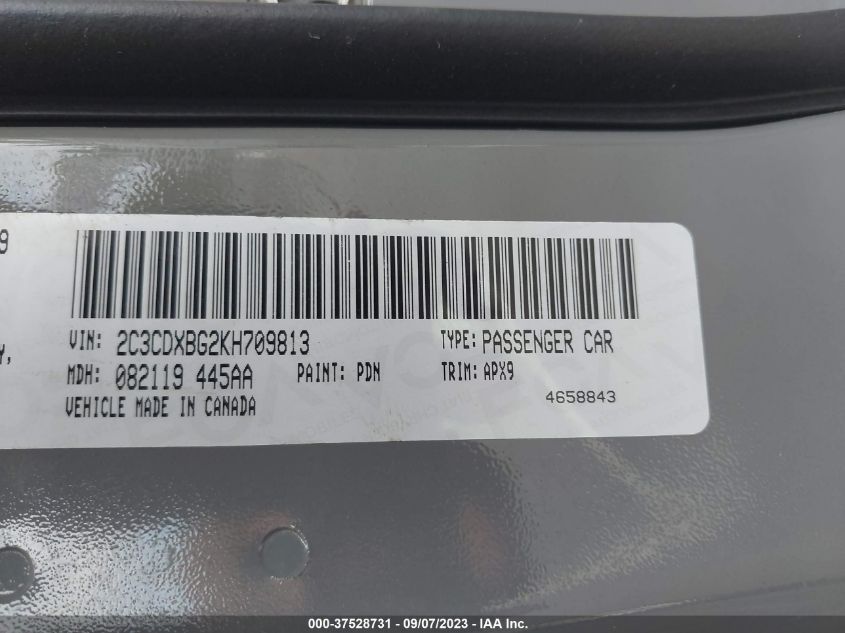 9
VIN: 2C3CDXBG2KH709813 TYPE: PASSENGER CAR
Y,
MDH: 082119 445AA PAINT: PDN TRIM: APX9
VEHICLE MADE IN CANADA 4658843
000-37528731 - 09/07/2023 - IAA Inc.